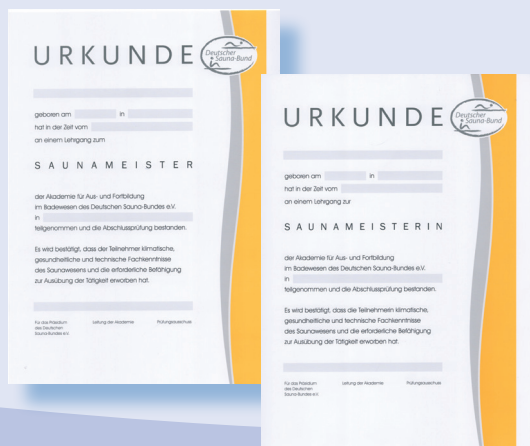 URKUNDE
Deutscher
Sauna-Bund
geboren am in
hat in der Zeit vom
an einem Lehrgang zum
SAUNAMEISTER
der Akademie für Aus- und Fortbildung
im Badewesen des Deutschen Sauna-Bundes e.V.
in
teilgenommen und die Abschlussprüfung bestanden.
Es wird bestätigt, dass der Teilnehmer klimatische,
gesundheitliche und technische Fachkenntnisse
des Saunawesens und die erforderliche Befähigung
zur Ausübung der Tätigkeit erworben hat.
Für das Präsidium Leitung der Akademie Prüfungsausschuss
des Deutschen
Sauna-Bundes e.V.
URKUNDE
Deutscher
Sauna-Bund
geboren am in
hat in der Zeit vom
an einem Lehrgang zur
SAUNAMEISTERIN
der Akademie für Aus- und Fortbildung
im Badewesen des Deutschen Sauna-Bundes e.V.
in
teilgenommen und die Abschlussprüfung bestanden.
Es wird bestätigt, dass die Teilnehmerin klimatische,
gesundheitliche und technische Fachkenntnisse
des Saunawesens und die erforderliche Befähigung
zur Ausübung der Tätigkeit erworben hat.
Für das Präsidium Leitung der Akademie Prüfungsausschuss
des Deutschen
Sauna-Bundes e.V.